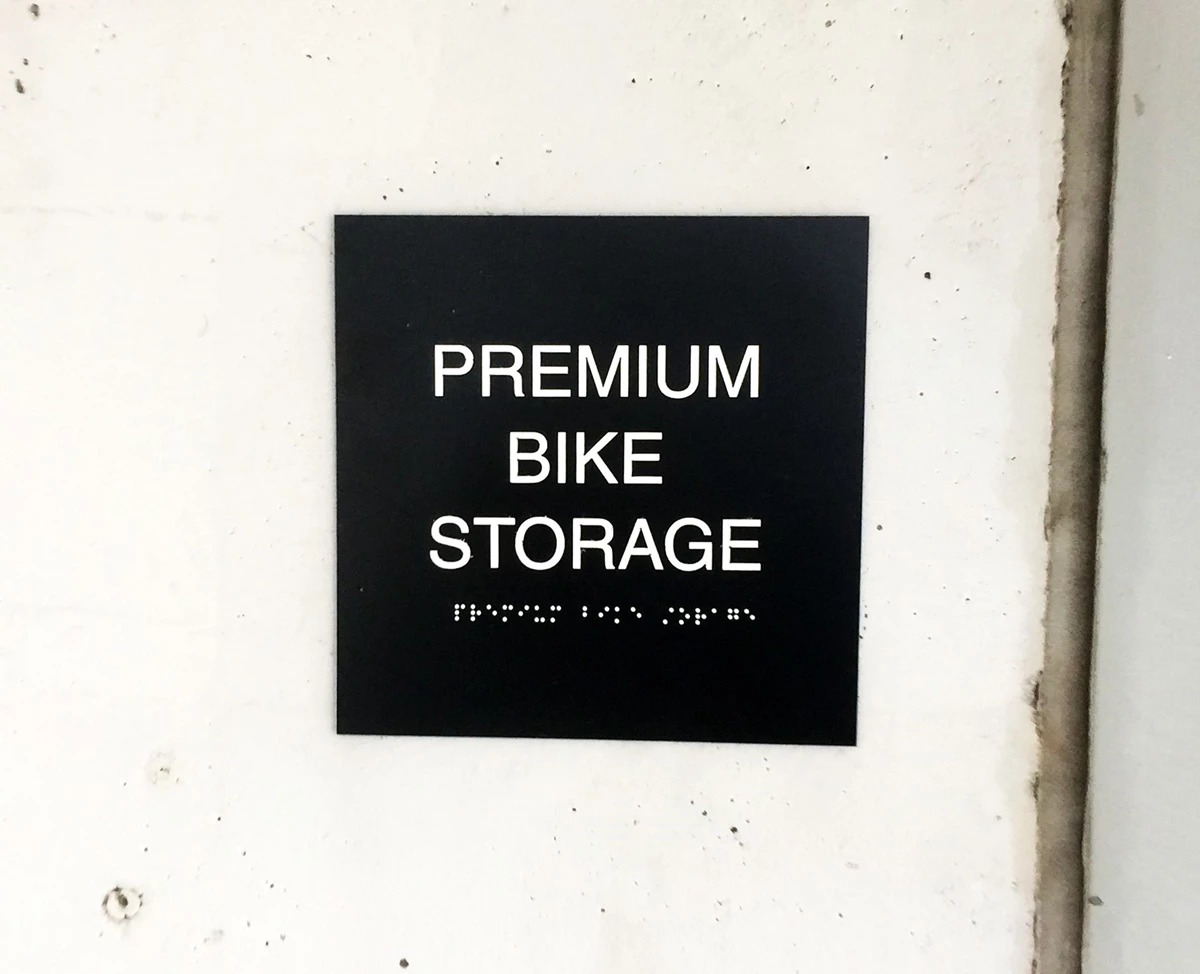 PREMIUM
BIKE
STORAGE
⠏⠗⠑⠍⠊⠥⠍ ⠃⠊⠅⠑ ⠌⠕⠗⠁⠛⠑